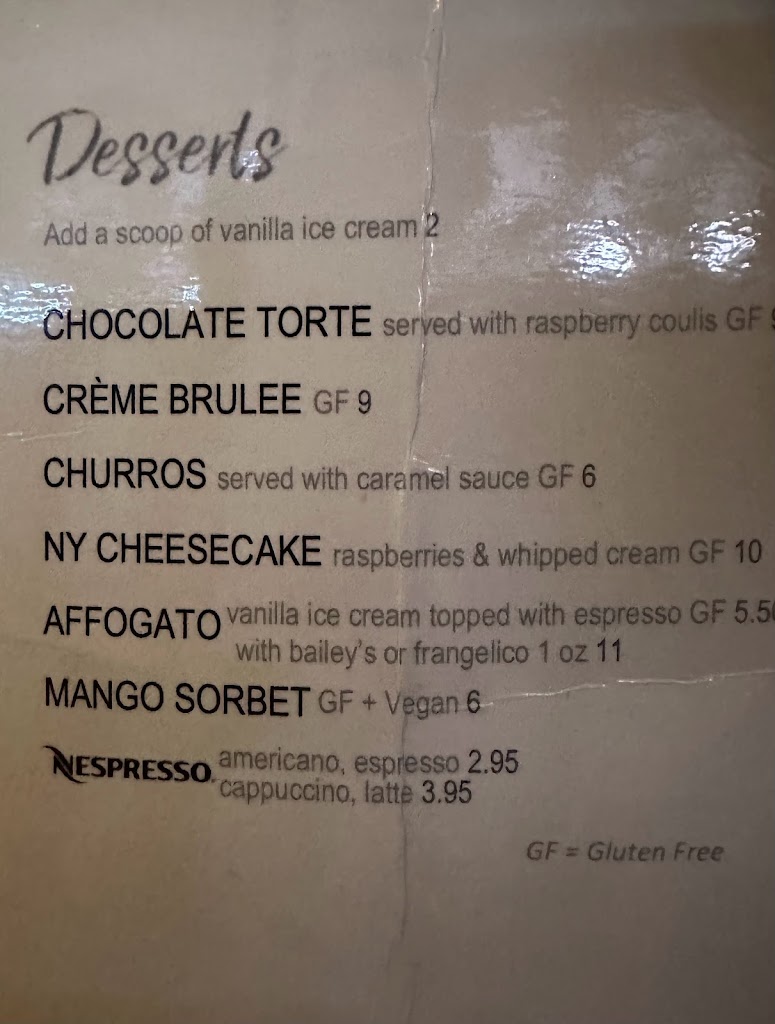 Desserts
Add a scoop of vanilla ice cream 2
CHOCOLATE TORTE served with raspberry coulis GF
CRÈME BRULEE GF 9
CHURROS served with caramel sauce GF 6
NY CHEESECAKE raspberries & whipped cream GF 10
AFFOGATO vanilla ice cream topped with espresso GF 5.50
with bailey's or frangelico 1 oz 11
MANGO SORBET GF + Vegan 6
NESPRESSO americano, espresso 2.95
cappuccino, latte 3.95
GF = Gluten Free